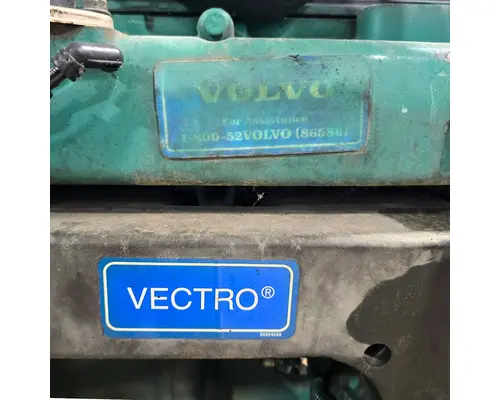 VOLVO
For Assistance
1-800-52VOLVO (86586)
VECTRO®